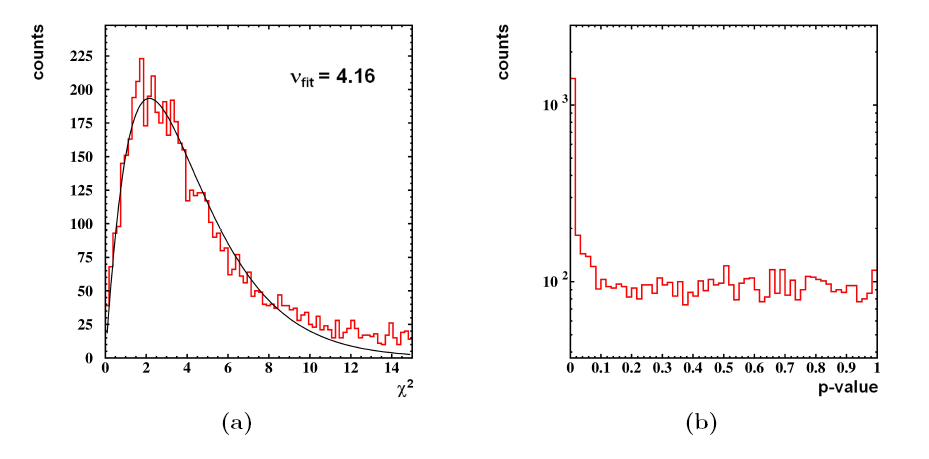 counts
225
200
175
150
125
100
75
50
25
0
0 2 4 6 8 10 12 14
ν_fit = 4.16
χ²
(a)
counts
10³
10²
0 0.1 0.2 0.3 0.4 0.5 0.6 0.7 0.8 0.9 1
p-value
(b)